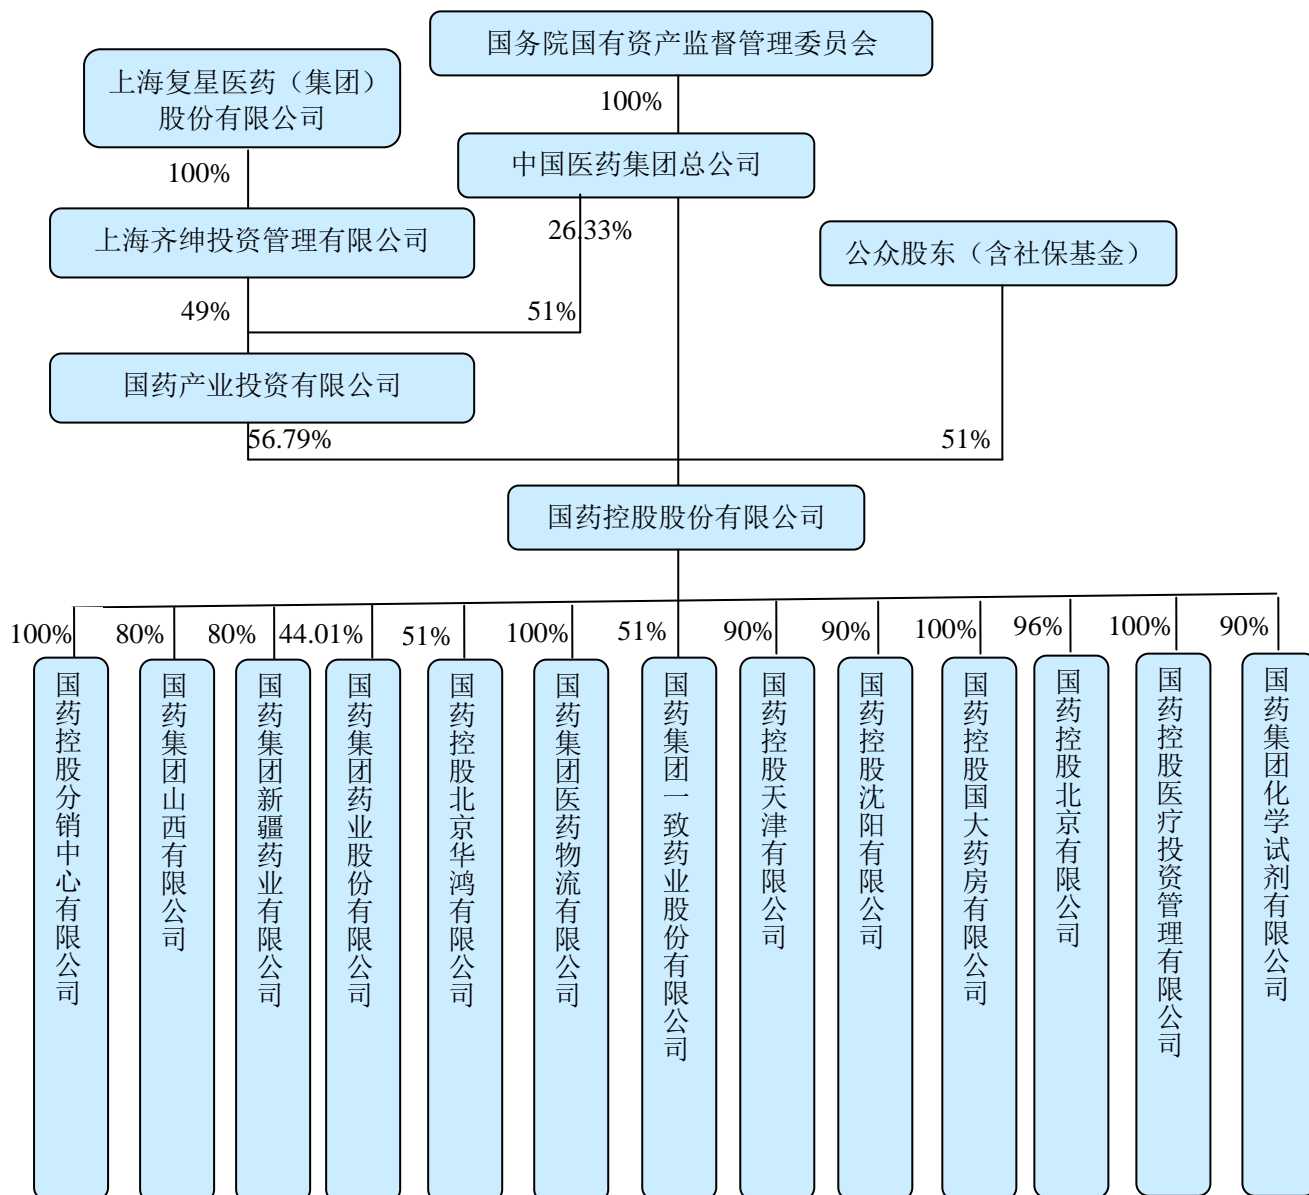 国务院国有资产监督管理委员会
上海复星医药（集团）
股份有限公司
100%
中国医药集团总公司
100%
上海齐绅投资管理有限公司
26.33%
公众股东（含社保基金）
49%
51%
国药产业投资有限公司
56.79%
51%
国药控股股份有限公司
100%
80%
80%
44.01%
51%
100%
51%
90%
90%
100%
96%
100%
90%
国药控股分销中心有限公司
国药集团山西有限公司
国药集团新疆药业有限公司
国药集团药业股份有限公司
国药控股北京华鸿有限公司
国药集团医药物流有限公司
国药集团一致药业股份有限公司
国药控股天津有限公司
国药控股沈阳有限公司
国药控股国大药房有限公司
国药控股北京有限公司
国药控股医疗投资管理有限公司
国药集团化学试剂有限公司